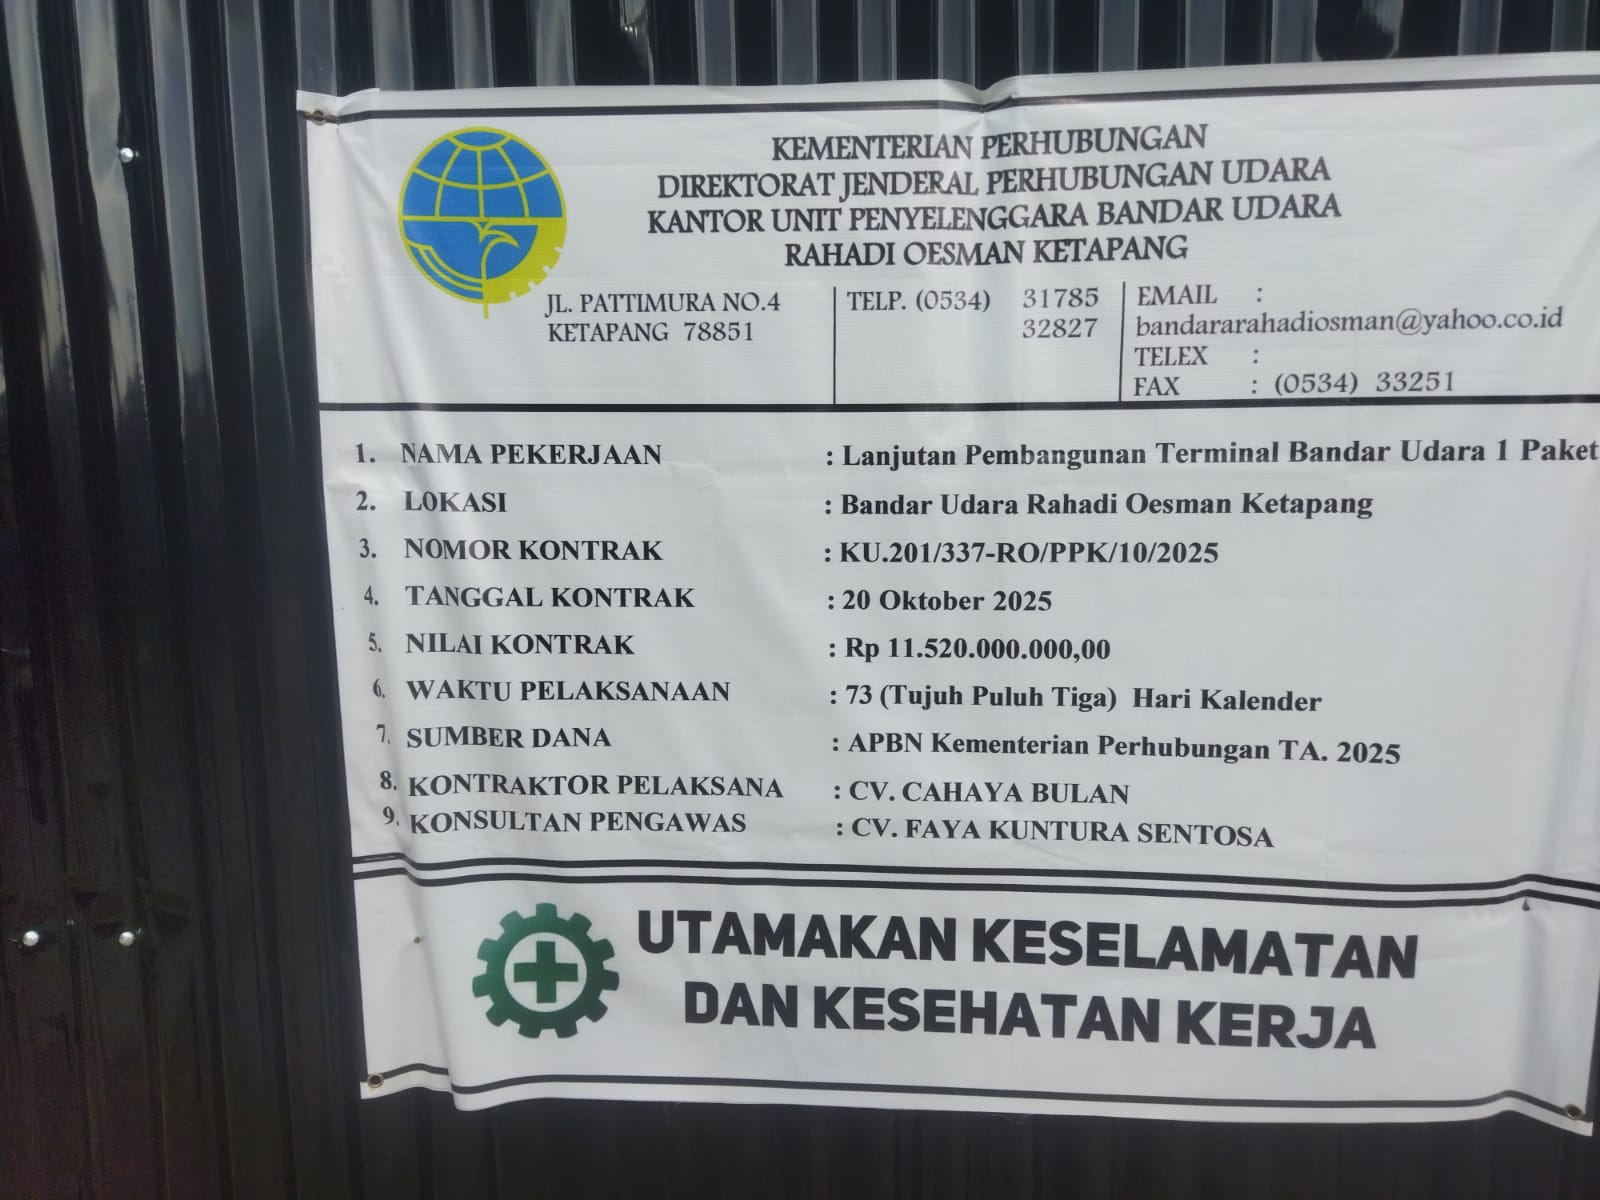 KEMENTERIAN PERHUBUNGAN
DIREKTORAT JENDERAL PERHUBUNGAN UDARA
KANTOR UNIT PENYELENGGARA BANDAR UDARA
RAHADI OESMAN KETAPANG
JL. PATTIMURA NO.4
KETAPANG 78851
TELP. (0534) 31785
32827
EMAIL :
bandararahadiosman@yahoo.co.id
TELEX :
FAX : (0534) 33251
1. NAMA PEKERJAAN : Lanjutan Pembangunan Terminal Bandar Udara 1 Paket
2. LOKASI : Bandar Udara Rahadi Oesman Ketapang
3. NOMOR KONTRAK : KU.201/337-RO/PPK/10/2025
4. TANGGAL KONTRAK : 20 Oktober 2025
5. NILAI KONTRAK : Rp 11.520.000.000,00
6. WAKTU PELAKSANAAN : 73 (Tujuh Puluh Tiga) Hari Kalender
7. SUMBER DANA : APBN Kementerian Perhubungan TA. 2025
8. KONTRAKTOR PELAKSANA : CV. CAHAYA BULAN
9. KONSULTAN PENGAWAS : CV. FAYA KUNTURA SENTOSA
UTAMAKAN KESELAMATAN
DAN KESEHATAN KERJA